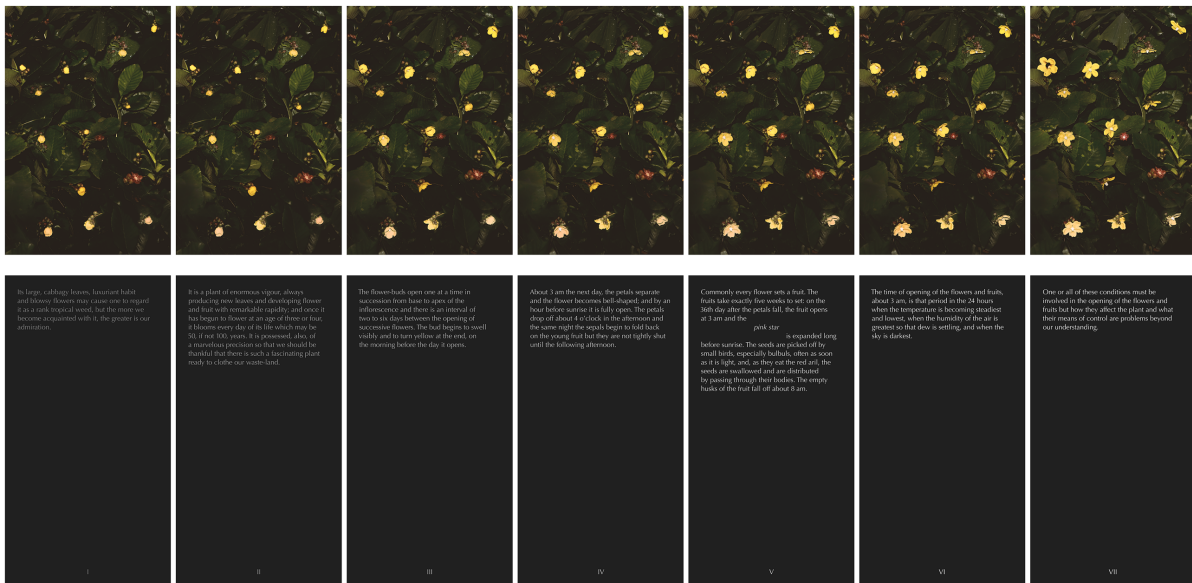 Its large, cabbagy leaves, luxuriant habit
and blowsy flowers may cause one to regard
it as a rank tropical weed, but the more we
become acquainted with it, the greater is our
admiration.
I
It is a plant of enormous vigour, always
producing new leaves and developing flower
and fruit with remarkable rapidity; and once it
has begun to flower at an age of three or four,
it blooms every day of its life which may be
50, if not 100, years. It is possessed, also, of
a marvelous precision so that we should be
thankful that there is such a fascinating plant
ready to clothe our waste-land.
II
The flower-buds open one at a time in
succession from base to apex of the
inflorescence and there is an interval of
two to six days between the opening of
successive flowers. The bud begins to swell
visibly and to turn yellow at the end, on
the morning before the day it opens.
III
About 3 am the next day, the petals separate
and the flower becomes bell-shaped; and by an
hour before sunrise it is fully open. The petals
drop off about 4 o'clock in the afternoon and
the same night the sepals begin to fold back
on the young fruit but they are not tightly shut
until the following afternoon.
IV
Commonly every flower sets a fruit. The
fruits take exactly five weeks to set: on the
36th day after the petals fall, the fruit opens
at 3 am and the
pink star
is expanded long
before sunrise. The seeds are picked off by
small birds, especially bulbuls, often as soon
as it is light, and, as they eat the red aril, the
seeds are swallowed and are distributed
by passing through their bodies. The empty
husks of the fruit fall off about 8 am.
V
The time of opening of the flowers and fruits,
about 3 am, is that period in the 24 hours
when the temperature is becoming steadiest
and lowest, when the humidity of the air is
greatest so that dew is settling, and when the
sky is darkest.
VI
One or all of these conditions must be
involved in the opening of the flowers and
fruits but how they affect the plant and what
their means of control are problems beyond
our understanding.
VII